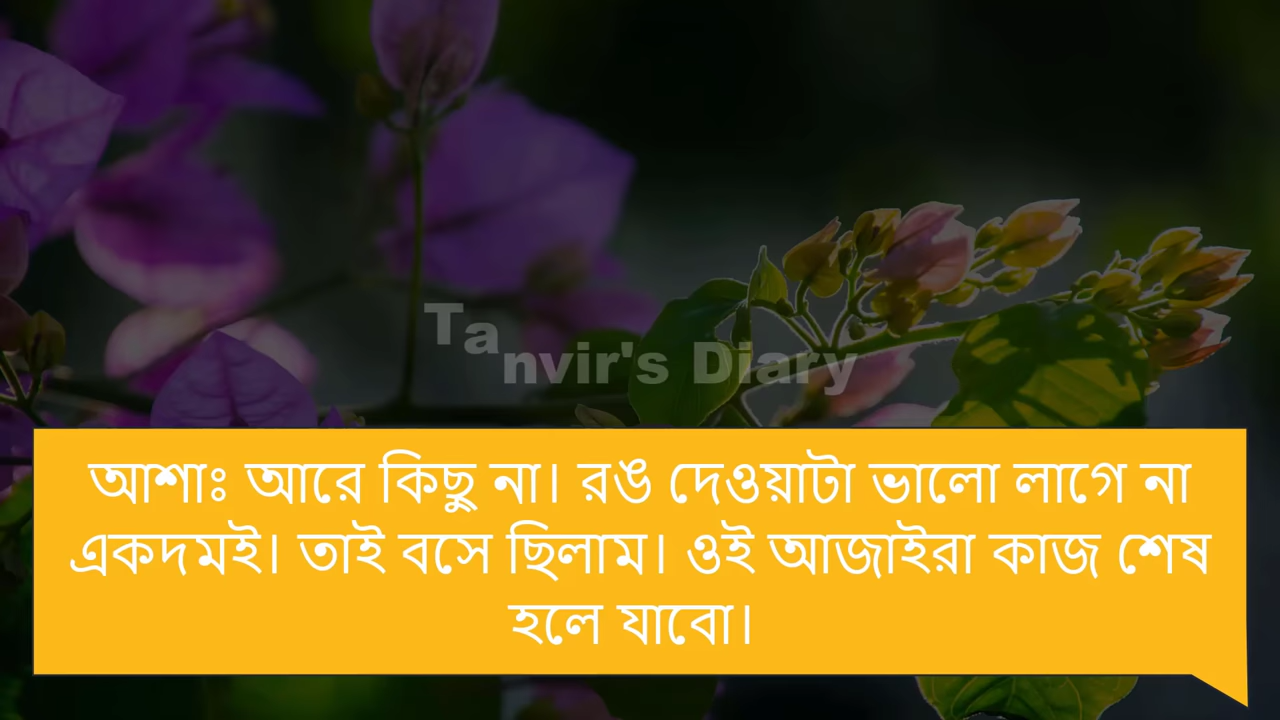 Tanvir's Diary
আশাঃ আরে কিছু না। রঙ দেওয়াটা ভালো লাগে না
একদমই। তাই বসে ছিলাম। ওই আজাইরা কাজ শেষ
হলে যাবো।